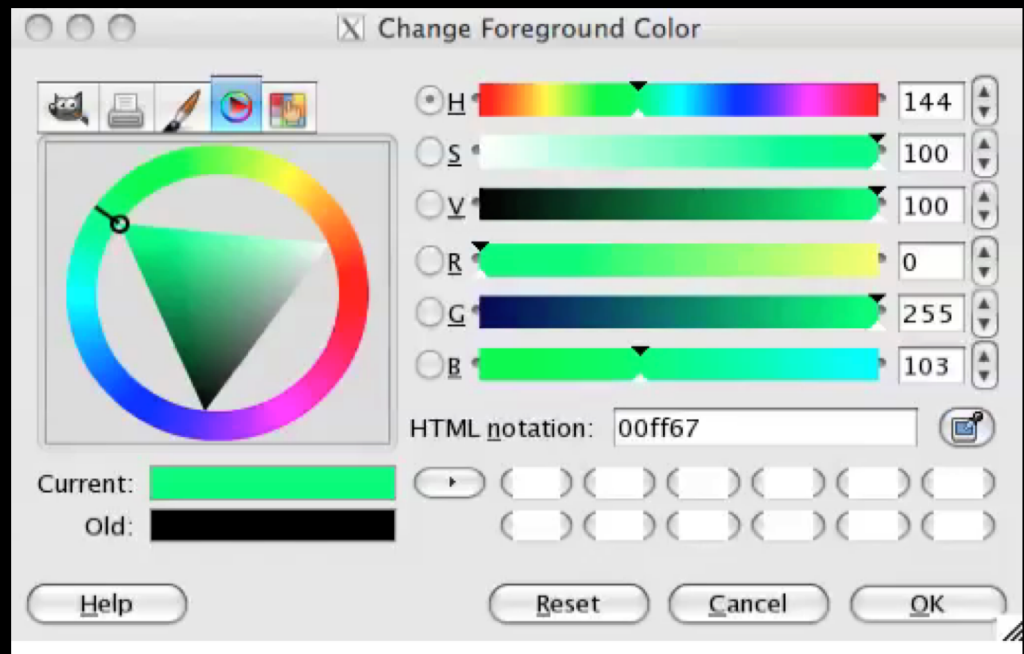 X Change Foreground Color
H 144
S 100
V 100
R 0
G 255
B 103
HTML notation: 00ff67
Current:
Old:
Help Reset Cancel OK